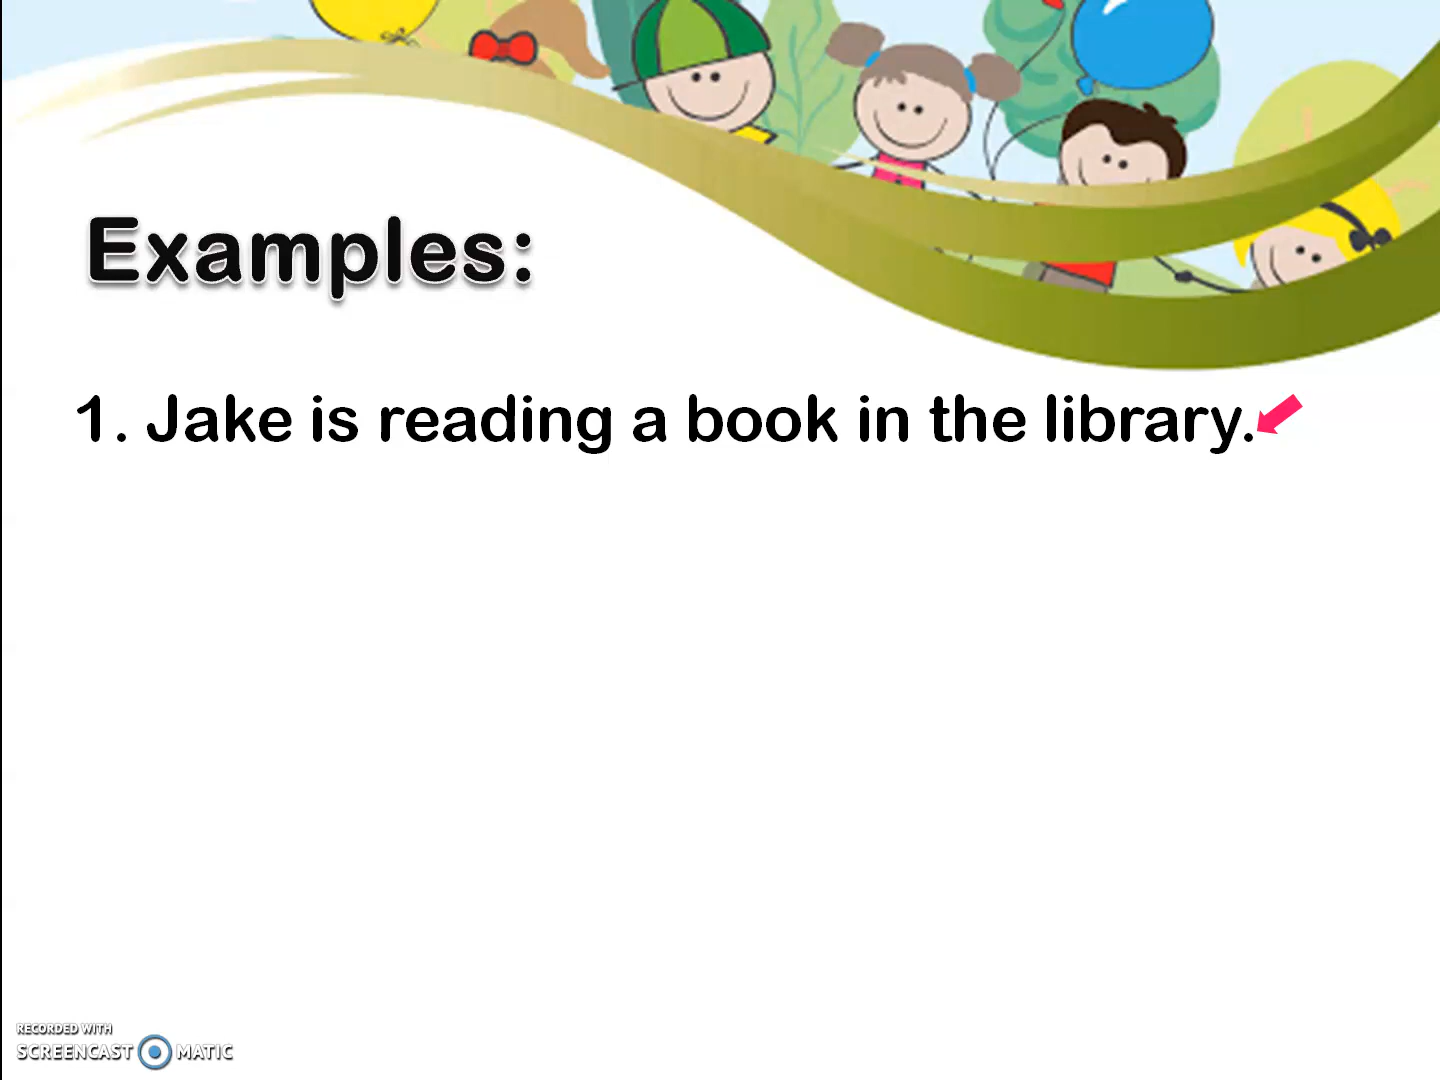 Examples:
1. Jake is reading a book in the library.
RECORDED WITH
SCREENCAST MATIC